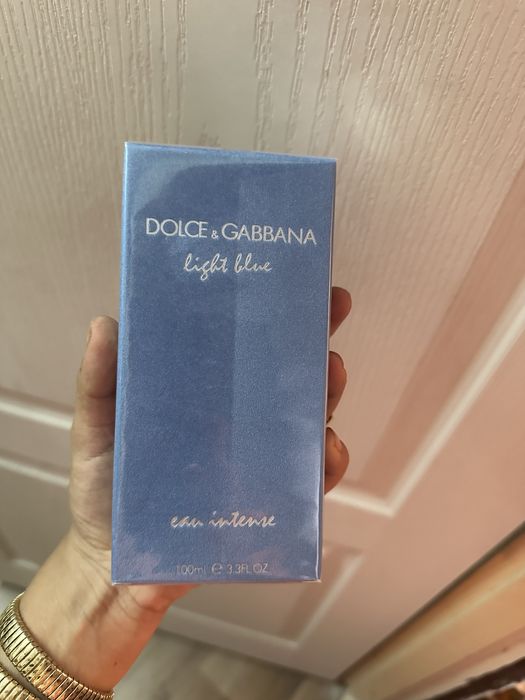 DOLCE & GABBANA
light blue
eau intense
100ml ℮ 3.3FL.OZ